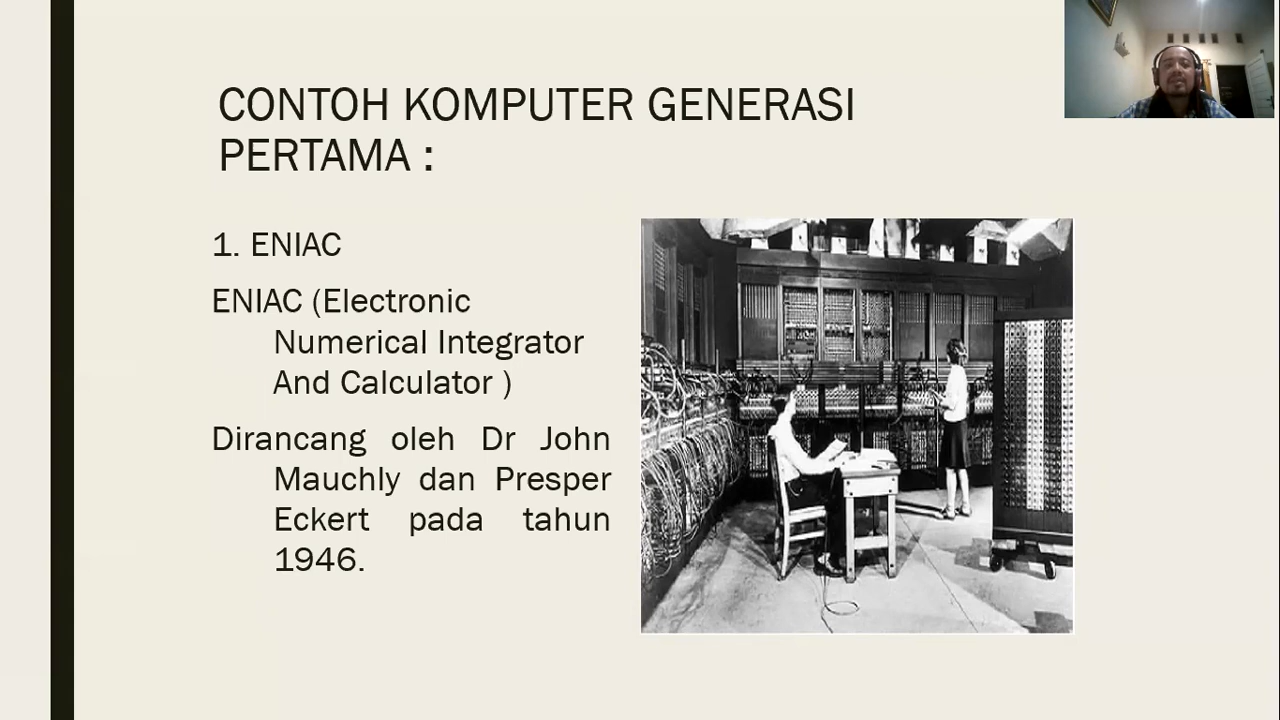 CONTOH KOMPUTER GENERASI
PERTAMA :
1. ENIAC
ENIAC (Electronic
Numerical Integrator
And Calculator )
Dirancang oleh Dr John
Mauchly dan Presper
Eckert pada tahun
1946.